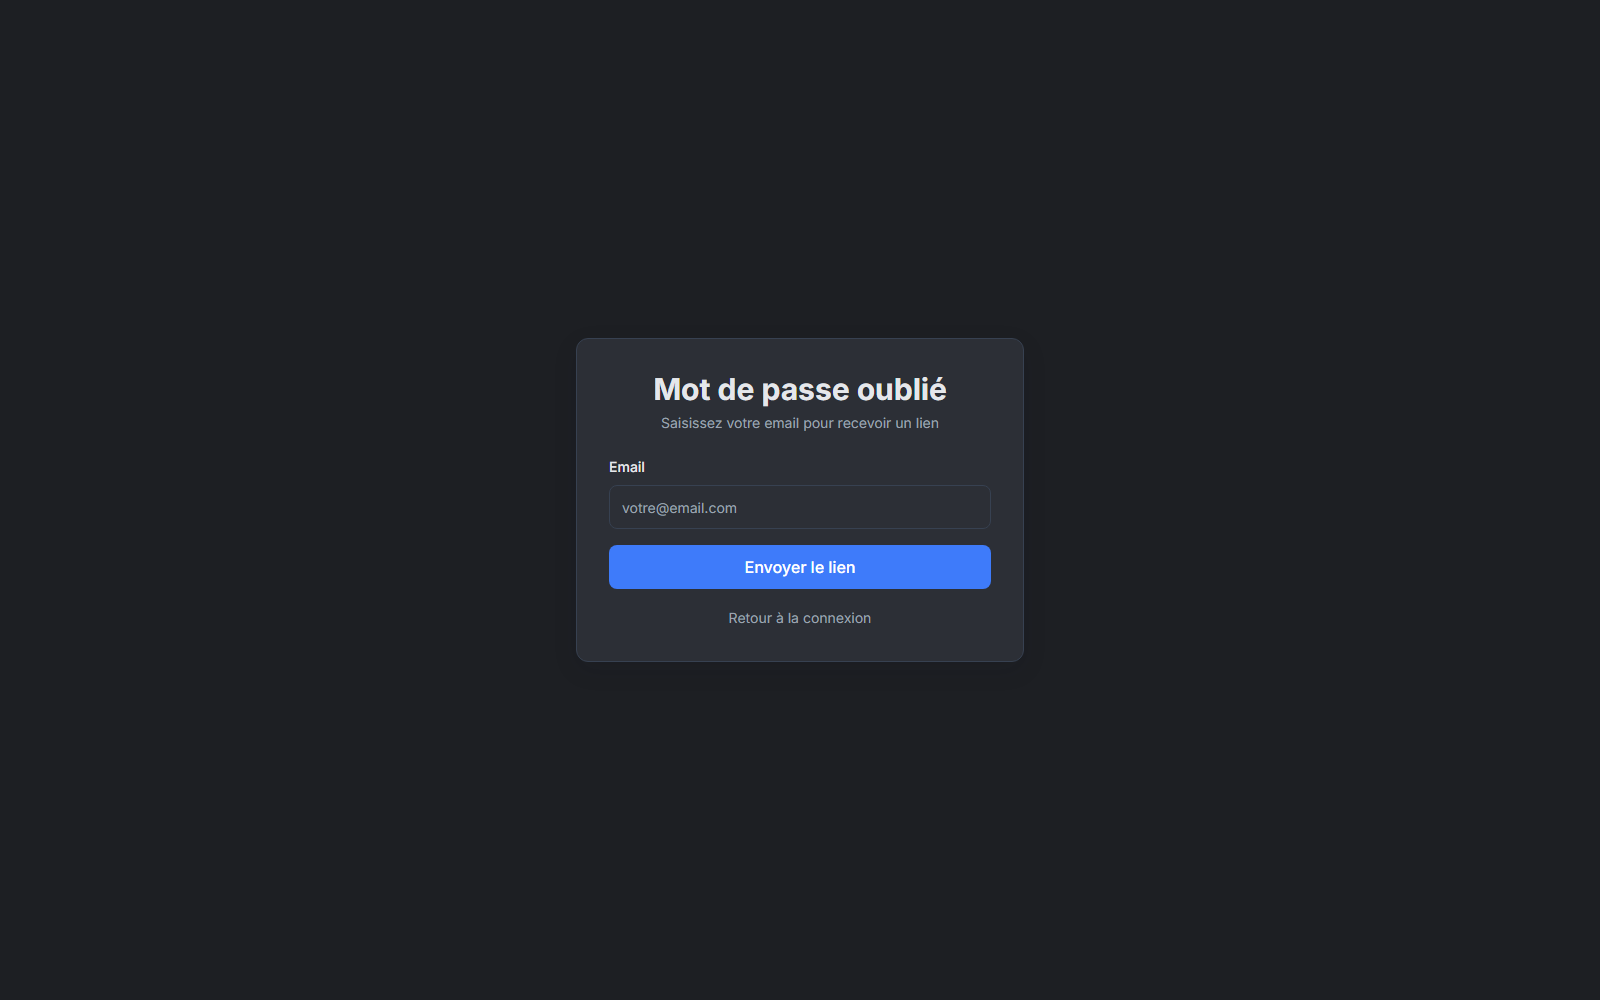 Mot de passe oublié
Saisissez votre email pour recevoir un lien
Email
votre@email.com
Envoyer le lien
Retour à la connexion